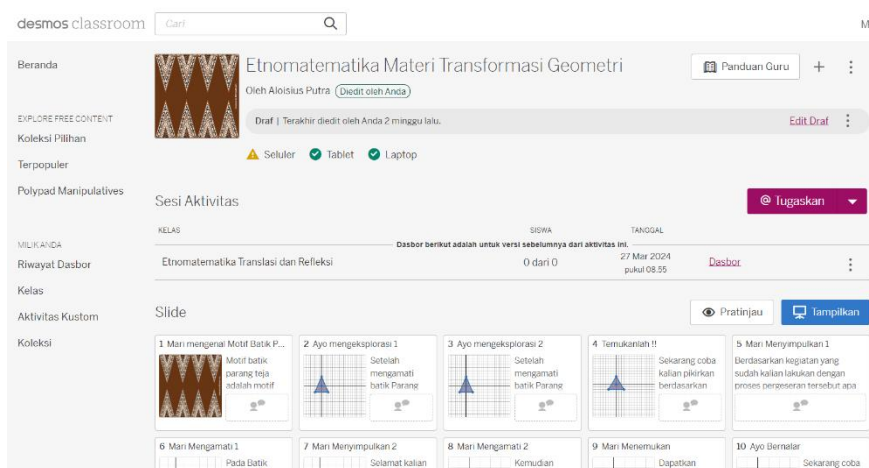 desmos classroom
Cari
M
Beranda
EXPLORE FREE CONTENT
Koleksi Pilihan
Terpopuler
Polypad Manipulatives
MILIK ANDA
Riwayat Dasbor
Kelas
Aktivitas Kustom
Koleksi
Etnomatematika Materi Transformasi Geometri
Oleh Aloisius Putra Diedit oleh Anda
Panduan Guru
Draf | Terakhir diedit oleh Anda 2 minggu lalu.
Edit Draf
Seluler Tablet Laptop
Sesi Aktivitas
@ Tugaskan
KELAS SISWA TANGGAL
Dasbor berikut adalah untuk versi sebelumnya dari aktivitas ini.
Etnomatematika Translasi dan Refleksi 0 dari 0 27 Mar 2024 Dasbor
pukul 08.55
Slide
Pratinjau
Tampilkan
1 Mari mengenal Motif Batik P...
Motif batik
parang teja
adalah motif
2 Ayo mengeksplorasi 1
Setelah
mengamati
batik Parang
3 Ayo mengeksplorasi 2
Setelah
mengamati
batik Parang
4 Temukanlah !!
Sekarang coba
kalian pikirkan
berdasarkan
5 Mari Menyimpulkan 1
Berdasarkan kegiatan yang
sudah kalian lakukan dengan
proses pergeseran tersebut apa
6 Mari Mengamati 1
Pada Batik
7 Mari Menyimpulkan 2
Selamat kalian
8 Mari Mengamati 2
Kemudian
9 Mari Menemukan
Dapatkan
10 Ayo Bernalar
Sekarang coba